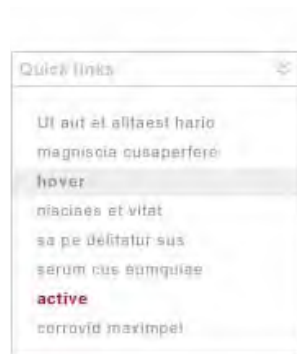 Quick links
Ut aut et alitaest hario
magniscia cusaperfere
hover
nisciaes et vitat
sa pe delitatur sus
serum cus eumquiae
active
corrovid maximpel